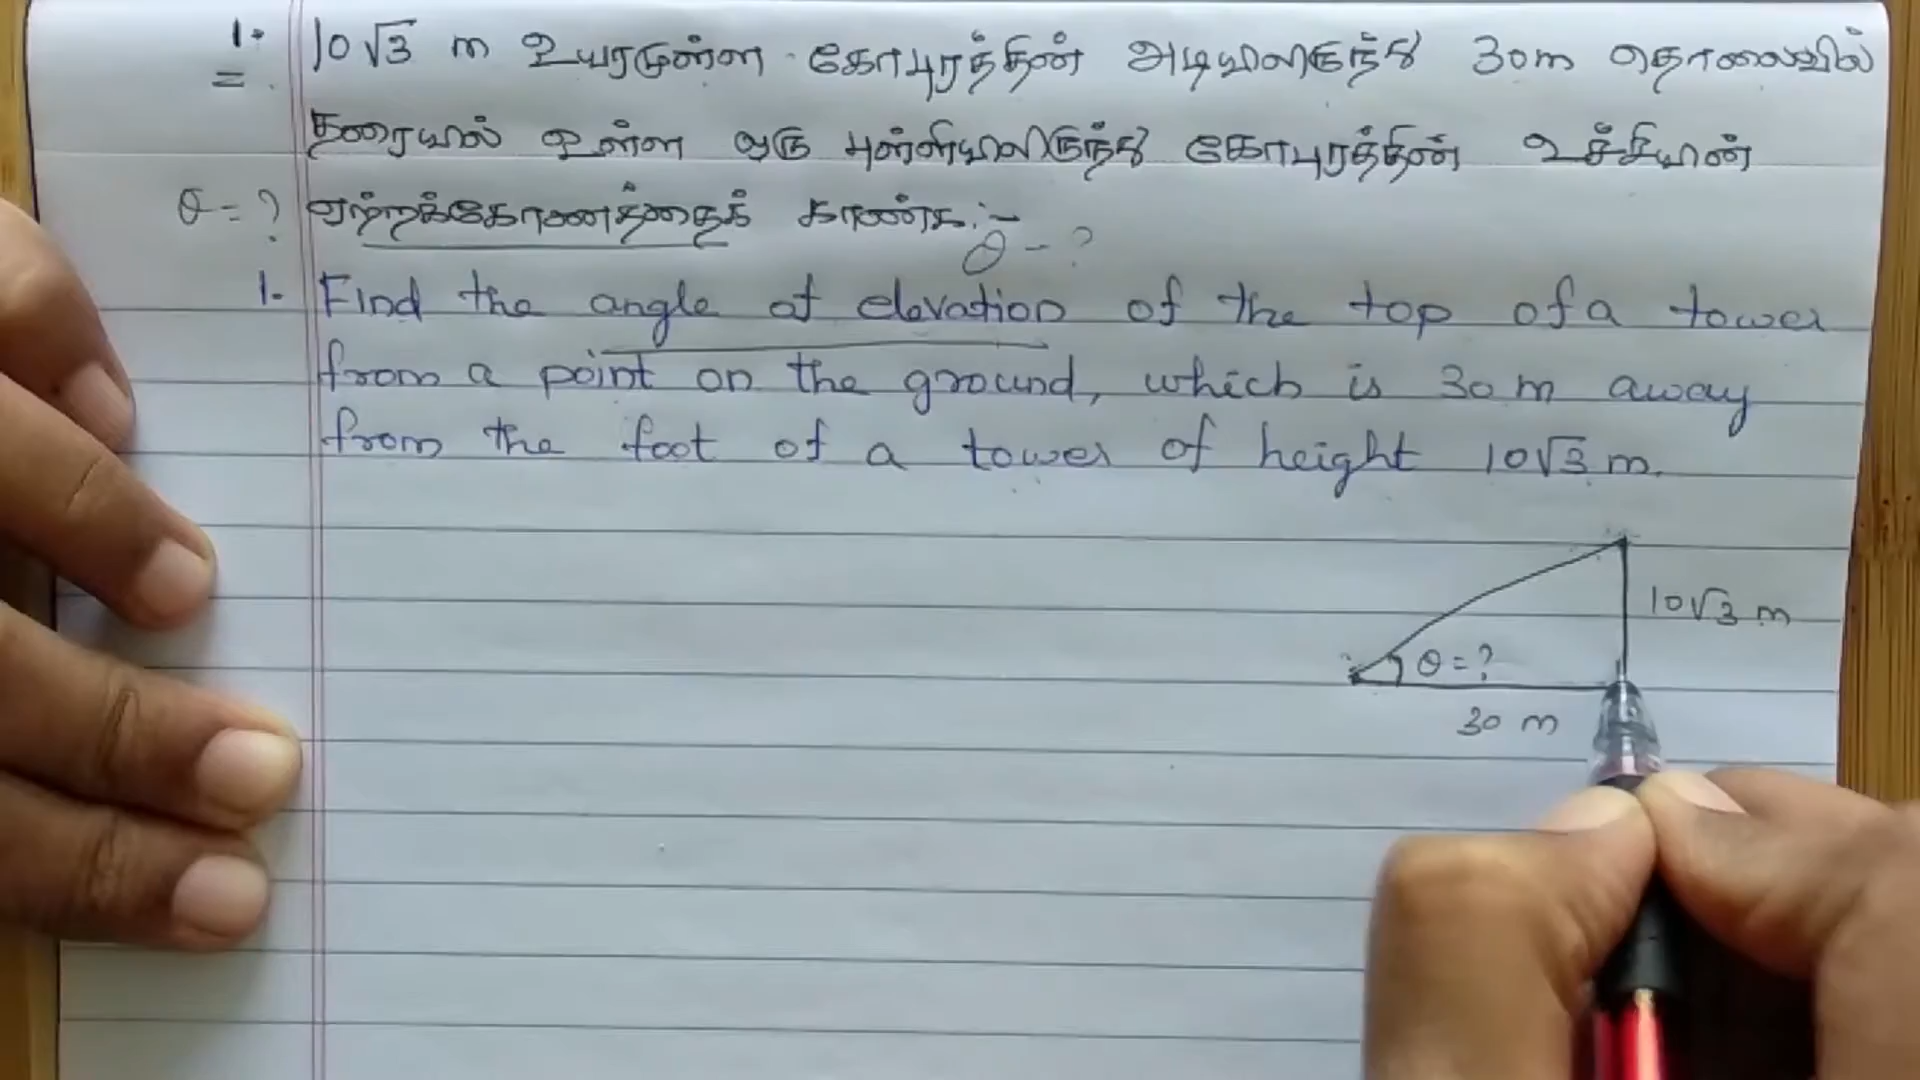 1. 10√3 m உயரமுள்ள கோபுரத்தின் அடியிலிருந்து 30m தொலைவில்
தரையில் உள்ள ஒரு புள்ளியிலிருந்து கோபுரத்தின் உச்சியின்
θ = ? ஏற்றக்கோணத்தைக் காண்க :-
θ - ?
1. Find the angle of elevation of the top of a tower
from a point on the ground, which is 30 m away
from the foot of a tower of height 10√3 m.
10√3 m
θ = ?
30 m